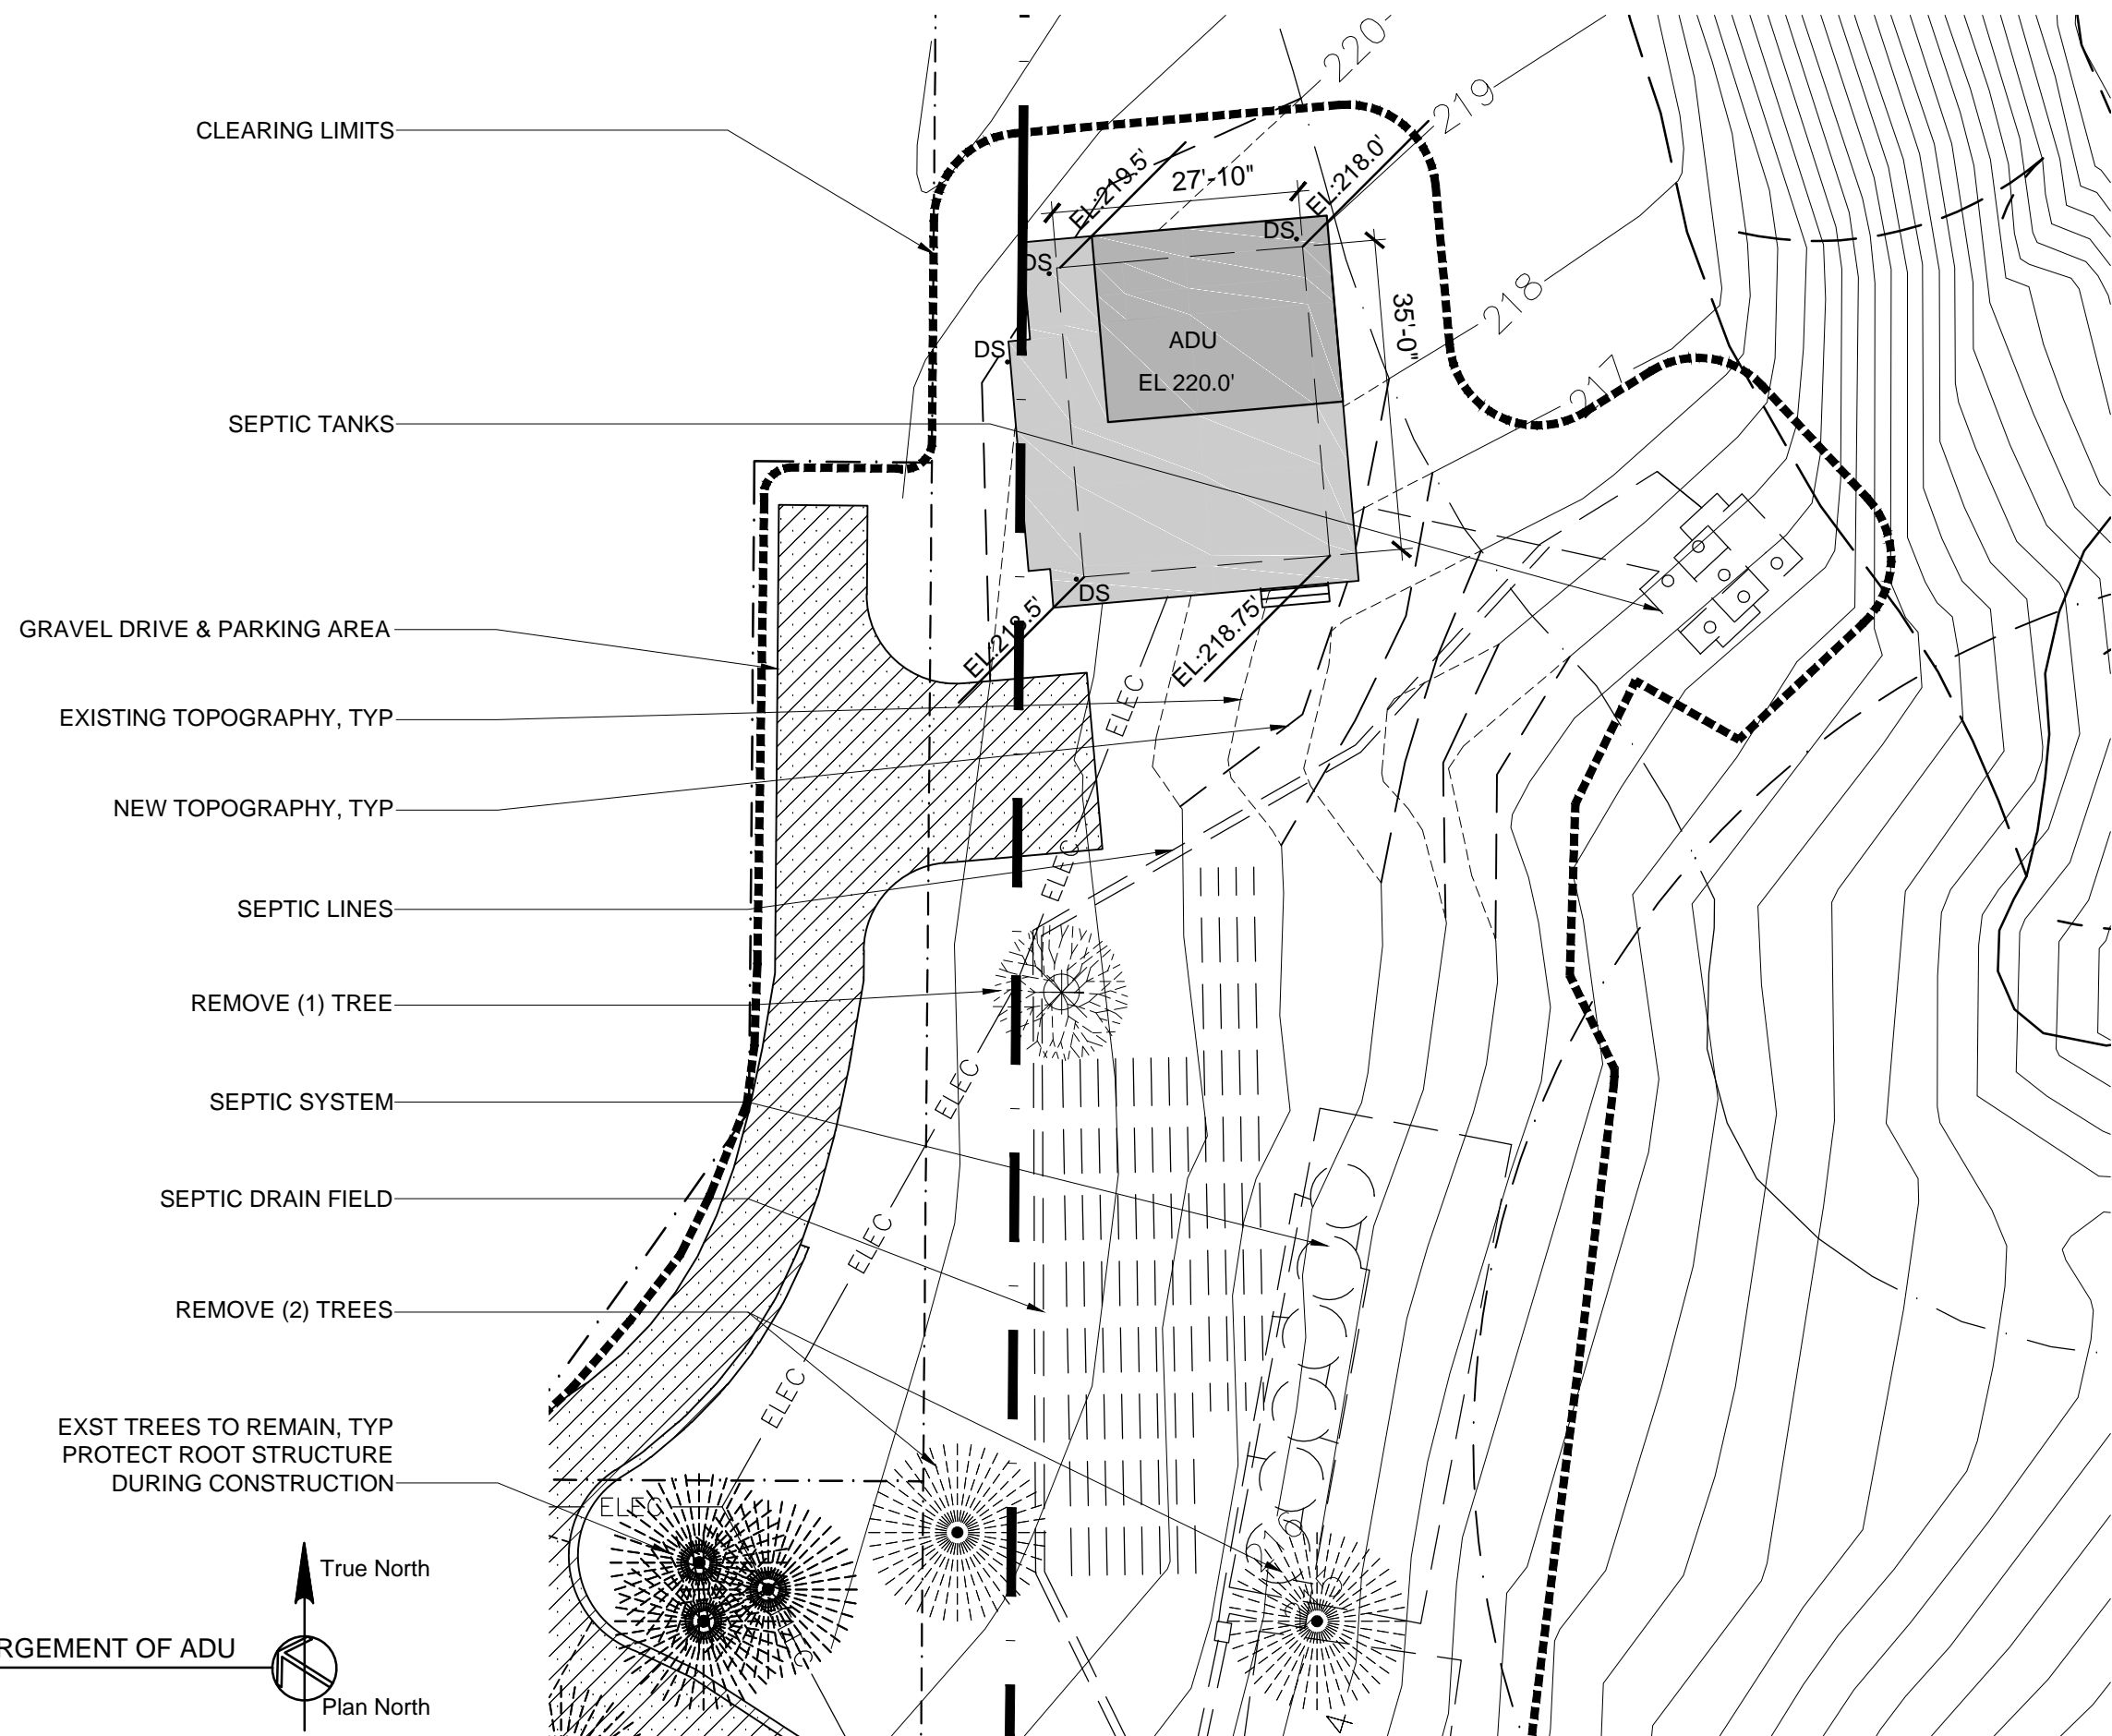 CLEARING LIMITS
SEPTIC TANKS
GRAVEL DRIVE & PARKING AREA
EXISTING TOPOGRAPHY, TYP
NEW TOPOGRAPHY, TYP
SEPTIC LINES
REMOVE (1) TREE
SEPTIC SYSTEM
SEPTIC DRAIN FIELD
REMOVE (2) TREES
EXST TREES TO REMAIN, TYP
PROTECT ROOT STRUCTURE
DURING CONSTRUCTION
True North
RGEMENT OF ADU
Plan North
220
219
218
217
EL:219.5'
27'-10"
EL:218.0'
DS
DS
DS
DS
35'-0"
ADU
EL 220.0'
EL:218.5'
EL:218.75'
ELEC
ELEC
ELEC
ELEC
ELEC
ELEC
216